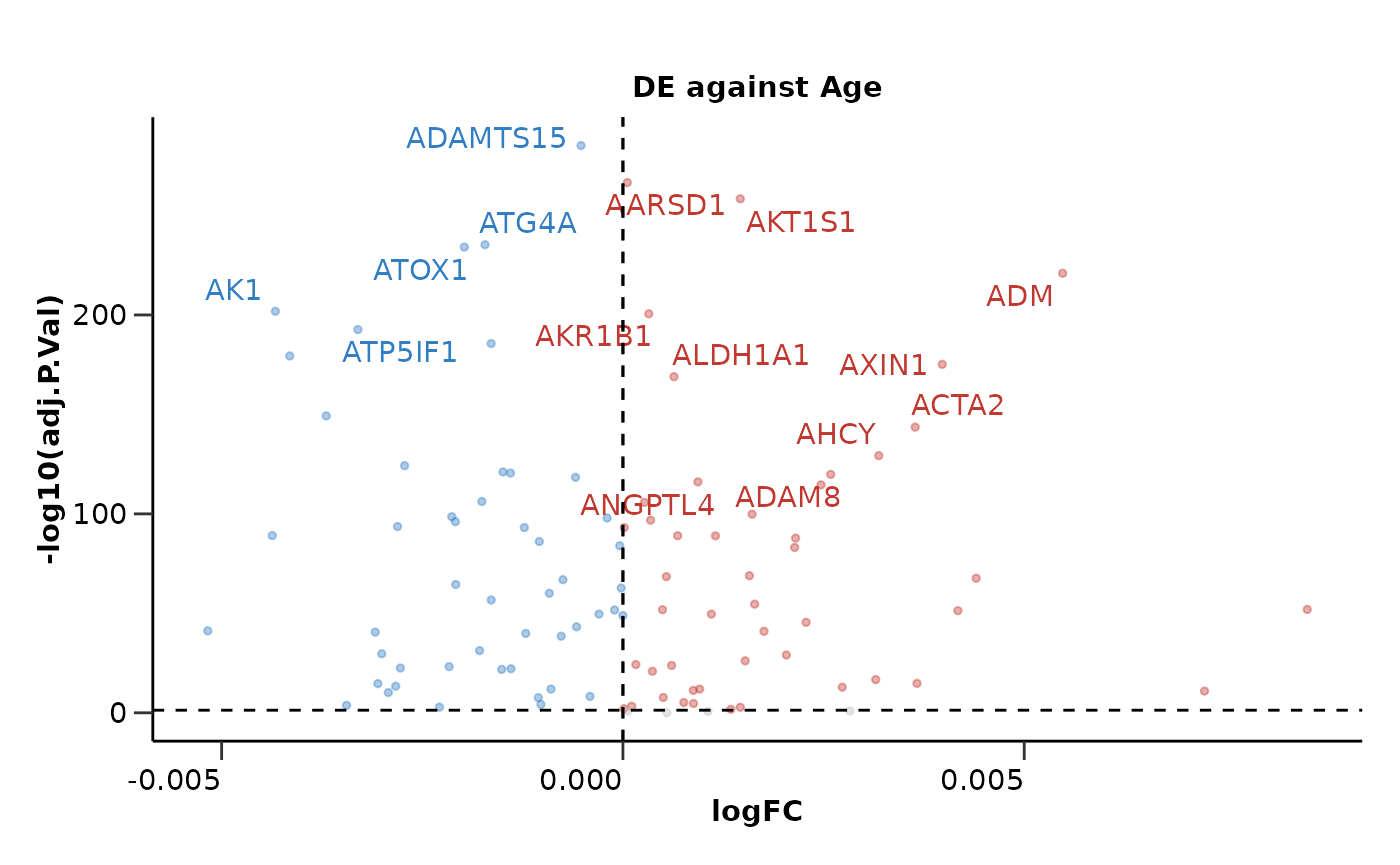 DE against Age
ADAMTS15
AARSD1
AKT1S1
ATG4A
ATOX1
AK1
ADM
200
AKR1B1
ATP5IF1
ALDH1A1
AXIN1
ACTA2
AHCY
ADAM8
ANGPTL4
100
0
-log10(adj.P.Val)
-0.005
0.000
0.005
logFC